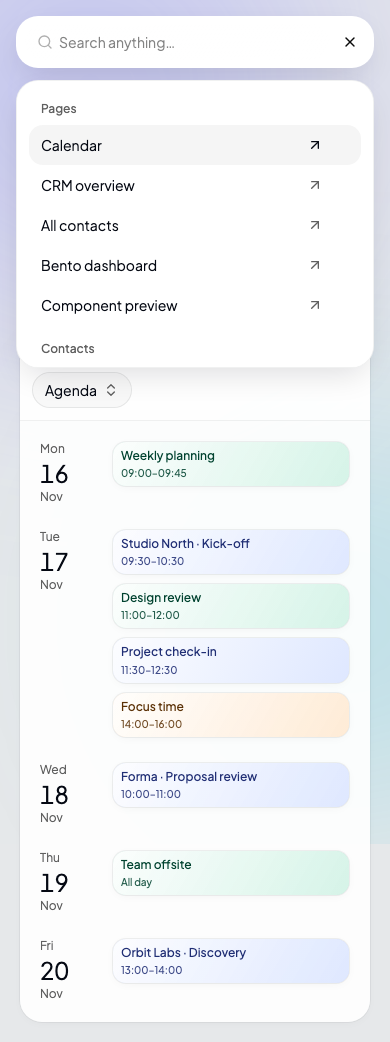 Search anything…
Pages
Calendar
CRM overview
All contacts
Bento dashboard
Component preview
Contacts
Agenda
Mon
16
Nov
Weekly planning
09:00–09:45
Tue
17
Nov
Studio North · Kick-off
09:30–10:30
Design review
11:00–12:00
Project check-in
11:30–12:30
Focus time
14:00–16:00
Wed
18
Nov
Forma · Proposal review
10:00–11:00
Thu
19
Nov
Team offsite
All day
Fri
20
Nov
Orbit Labs · Discovery
13:00–14:00